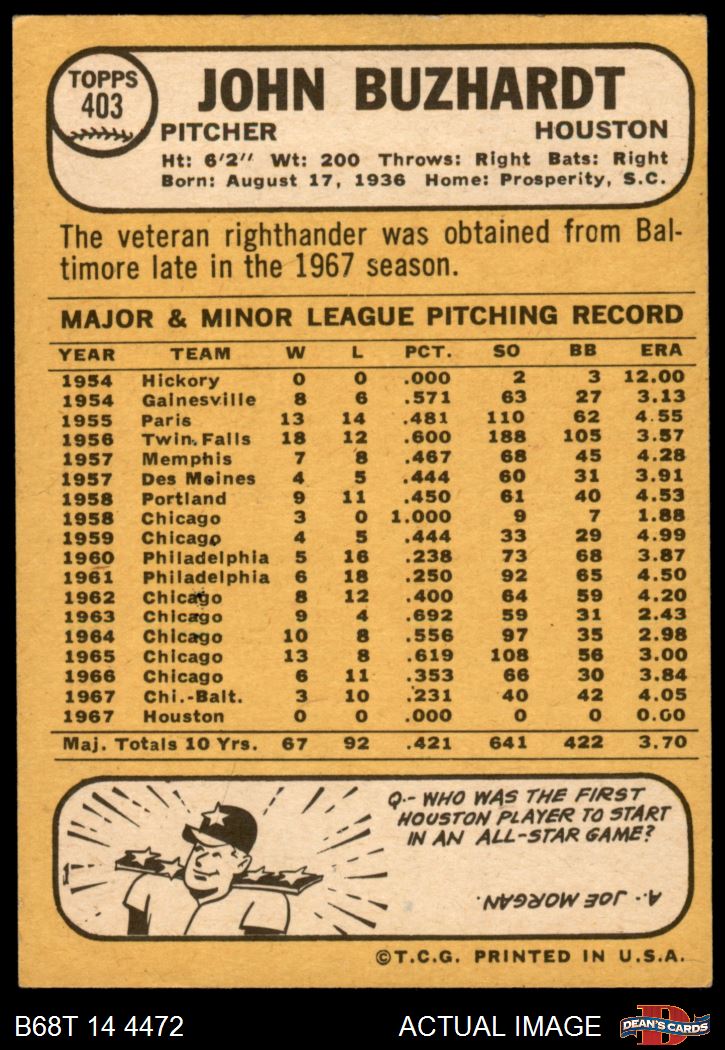 TOPPS
403
JOHN BUZHARDT
PITCHER HOUSTON
Ht: 6'2" Wt: 200 Throws: Right Bats: Right
Born: August 17, 1936 Home: Prosperity, S.C.
The veteran righthander was obtained from Bal-
timore late in the 1967 season.
MAJOR & MINOR LEAGUE PITCHING RECORD
YEAR TEAM W L PCT. SO BB ERA
1954 Hickory 0 0 .000 2 3 12.00
1954 Gainesville 8 6 .571 63 27 3.13
1955 Paris 13 14 .481 110 62 4.55
1956 Twin Falls 18 12 .600 188 105 3.57
1957 Memphis 7 8 .467 68 45 4.28
1957 Des Moines 4 5 .444 60 31 3.91
1958 Portland 9 11 .450 61 40 4.53
1958 Chicago 3 0 1.000 9 7 1.88
1959 Chicago 4 5 .444 33 29 4.99
1960 Philadelphia 5 16 .238 73 68 3.87
1961 Philadelphia 6 18 .250 92 65 4.50
1962 Chicago 8 12 .400 64 59 4.20
1963 Chicago 9 4 .692 59 31 2.43
1964 Chicago 10 8 .556 97 35 2.98
1965 Chicago 13 8 .619 108 56 3.00
1966 Chicago 6 11 .353 66 30 3.84
1967 Chi.-Balt. 3 10 .231 40 42 4.05
1967 Houston 0 0 .000 0 0 0.00
Maj. Totals 10 Yrs. 67 92 .421 641 422 3.70
Q.- WHO WAS THE FIRST
HOUSTON PLAYER TO START
IN AN ALL-STAR GAME?
A.- JOE MORGAN.
©T.C.G. PRINTED IN U.S.A.
B68T 14 4472 ACTUAL IMAGE DEAN'S CARDS